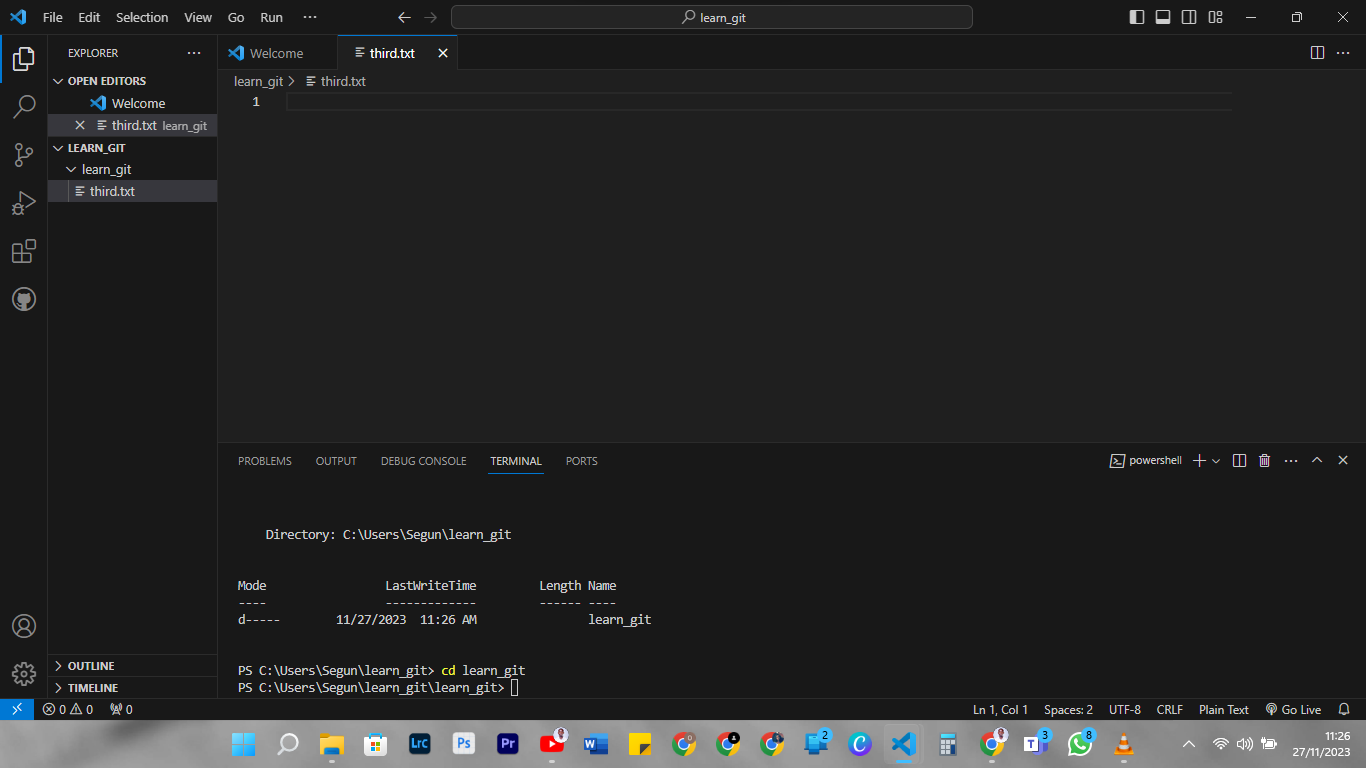 File Edit Selection View Go Run ···
learn_git
EXPLORER ···
OPEN EDITORS
Welcome
third.txt learn_git
LEARN_GIT
learn_git
third.txt
OUTLINE
TIMELINE
Welcome third.txt
learn_git > third.txt
1
PROBLEMS OUTPUT DEBUG CONSOLE TERMINAL PORTS
powershell
Directory: C:\Users\Segun\learn_git
Mode LastWriteTime Length Name
---- ------------- ------ ----
d----- 11/27/2023 11:26 AM learn_git
PS C:\Users\Segun\learn_git> cd learn_git
PS C:\Users\Segun\learn_git\learn_git>
0 0 0 Ln 1, Col 1 Spaces: 2 UTF-8 CRLF Plain Text Go Live
Lrc Ps Pr W 2 C T 3 8
11:26
27/11/2023